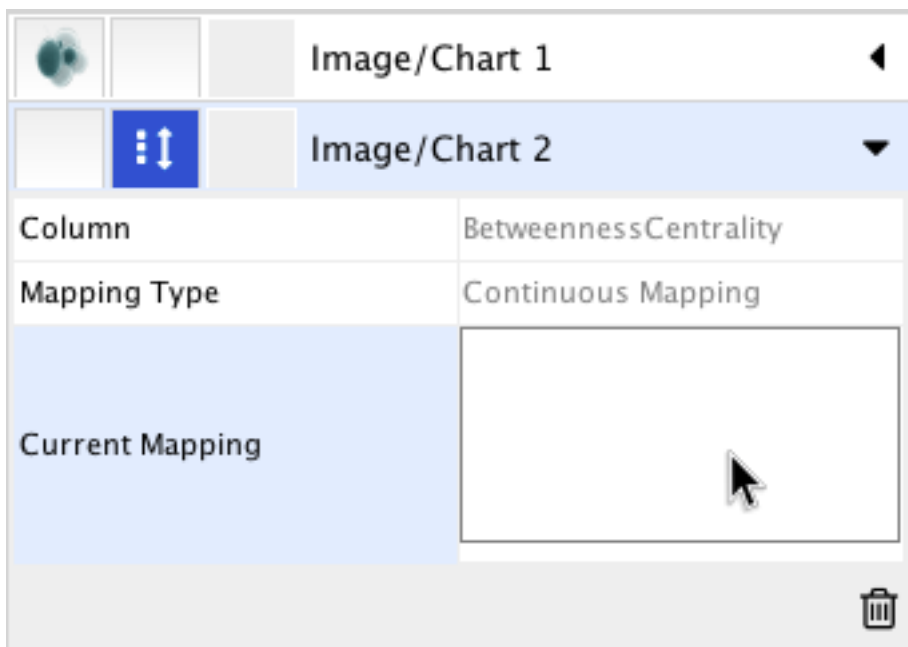 Image/Chart 1
Image/Chart 2
Column BetweennessCentrality
Mapping Type Continuous Mapping
Current Mapping